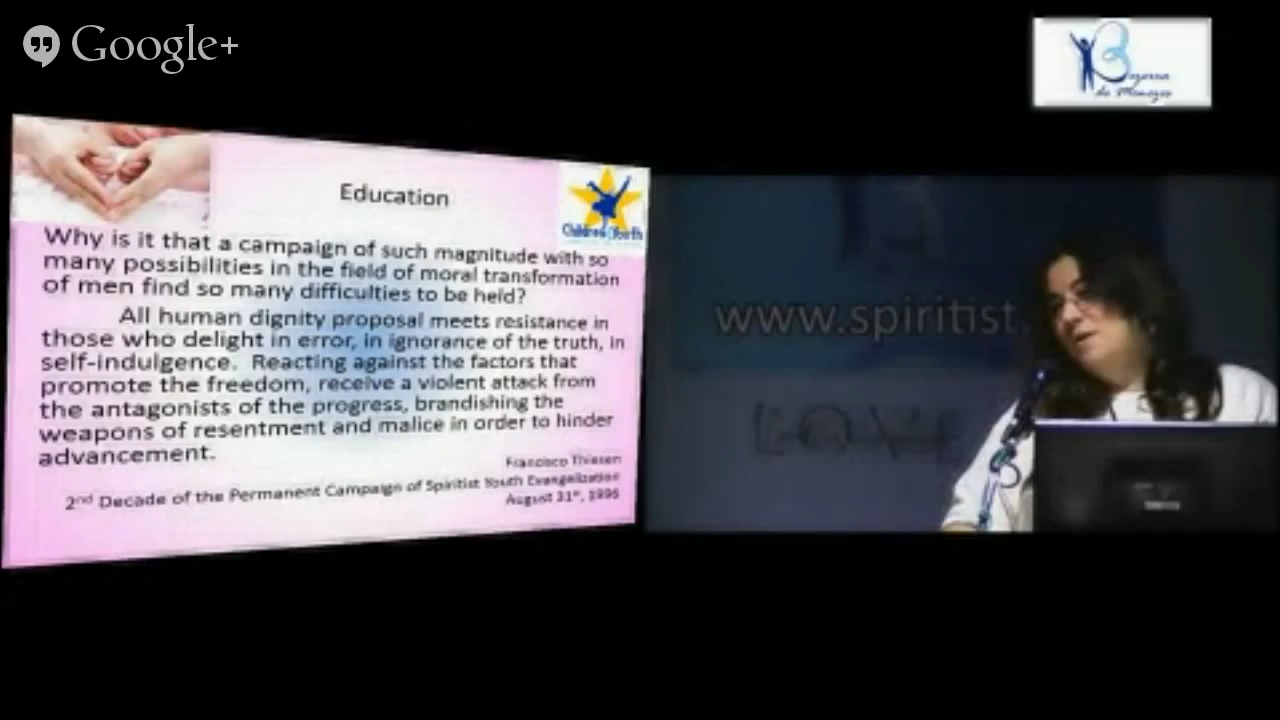 Google+
Bezerra
de Menezes
Education
Children Youth
Why is it that a campaign of such magnitude with so
many possibilities in the field of moral transformation
of men find so many difficulties to be held?
All human dignity proposal meets resistance in
those who delight in error, in ignorance of the truth, in
self-indulgence. Reacting against the factors that
promote the freedom, receive a violent attack from
the antagonists of the progress, brandishing the
weapons of resentment and malice in order to hinder
advancement.
Francisco Thiesen
2nd Decade of the Permanent Campaign of Spiritist Youth Evangelization
August 31st, 1996
www.spiritist.